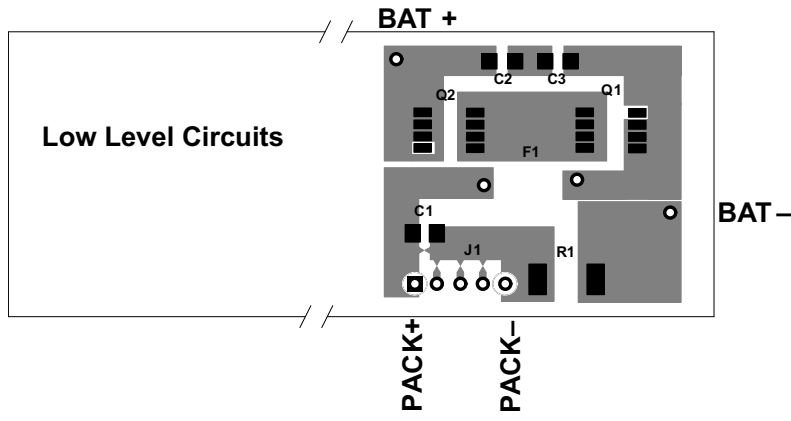 BAT +
C2
C3
Q2
Q1
Low Level Circuits
F1
C1
BAT –
J1
R1
PACK+
PACK–